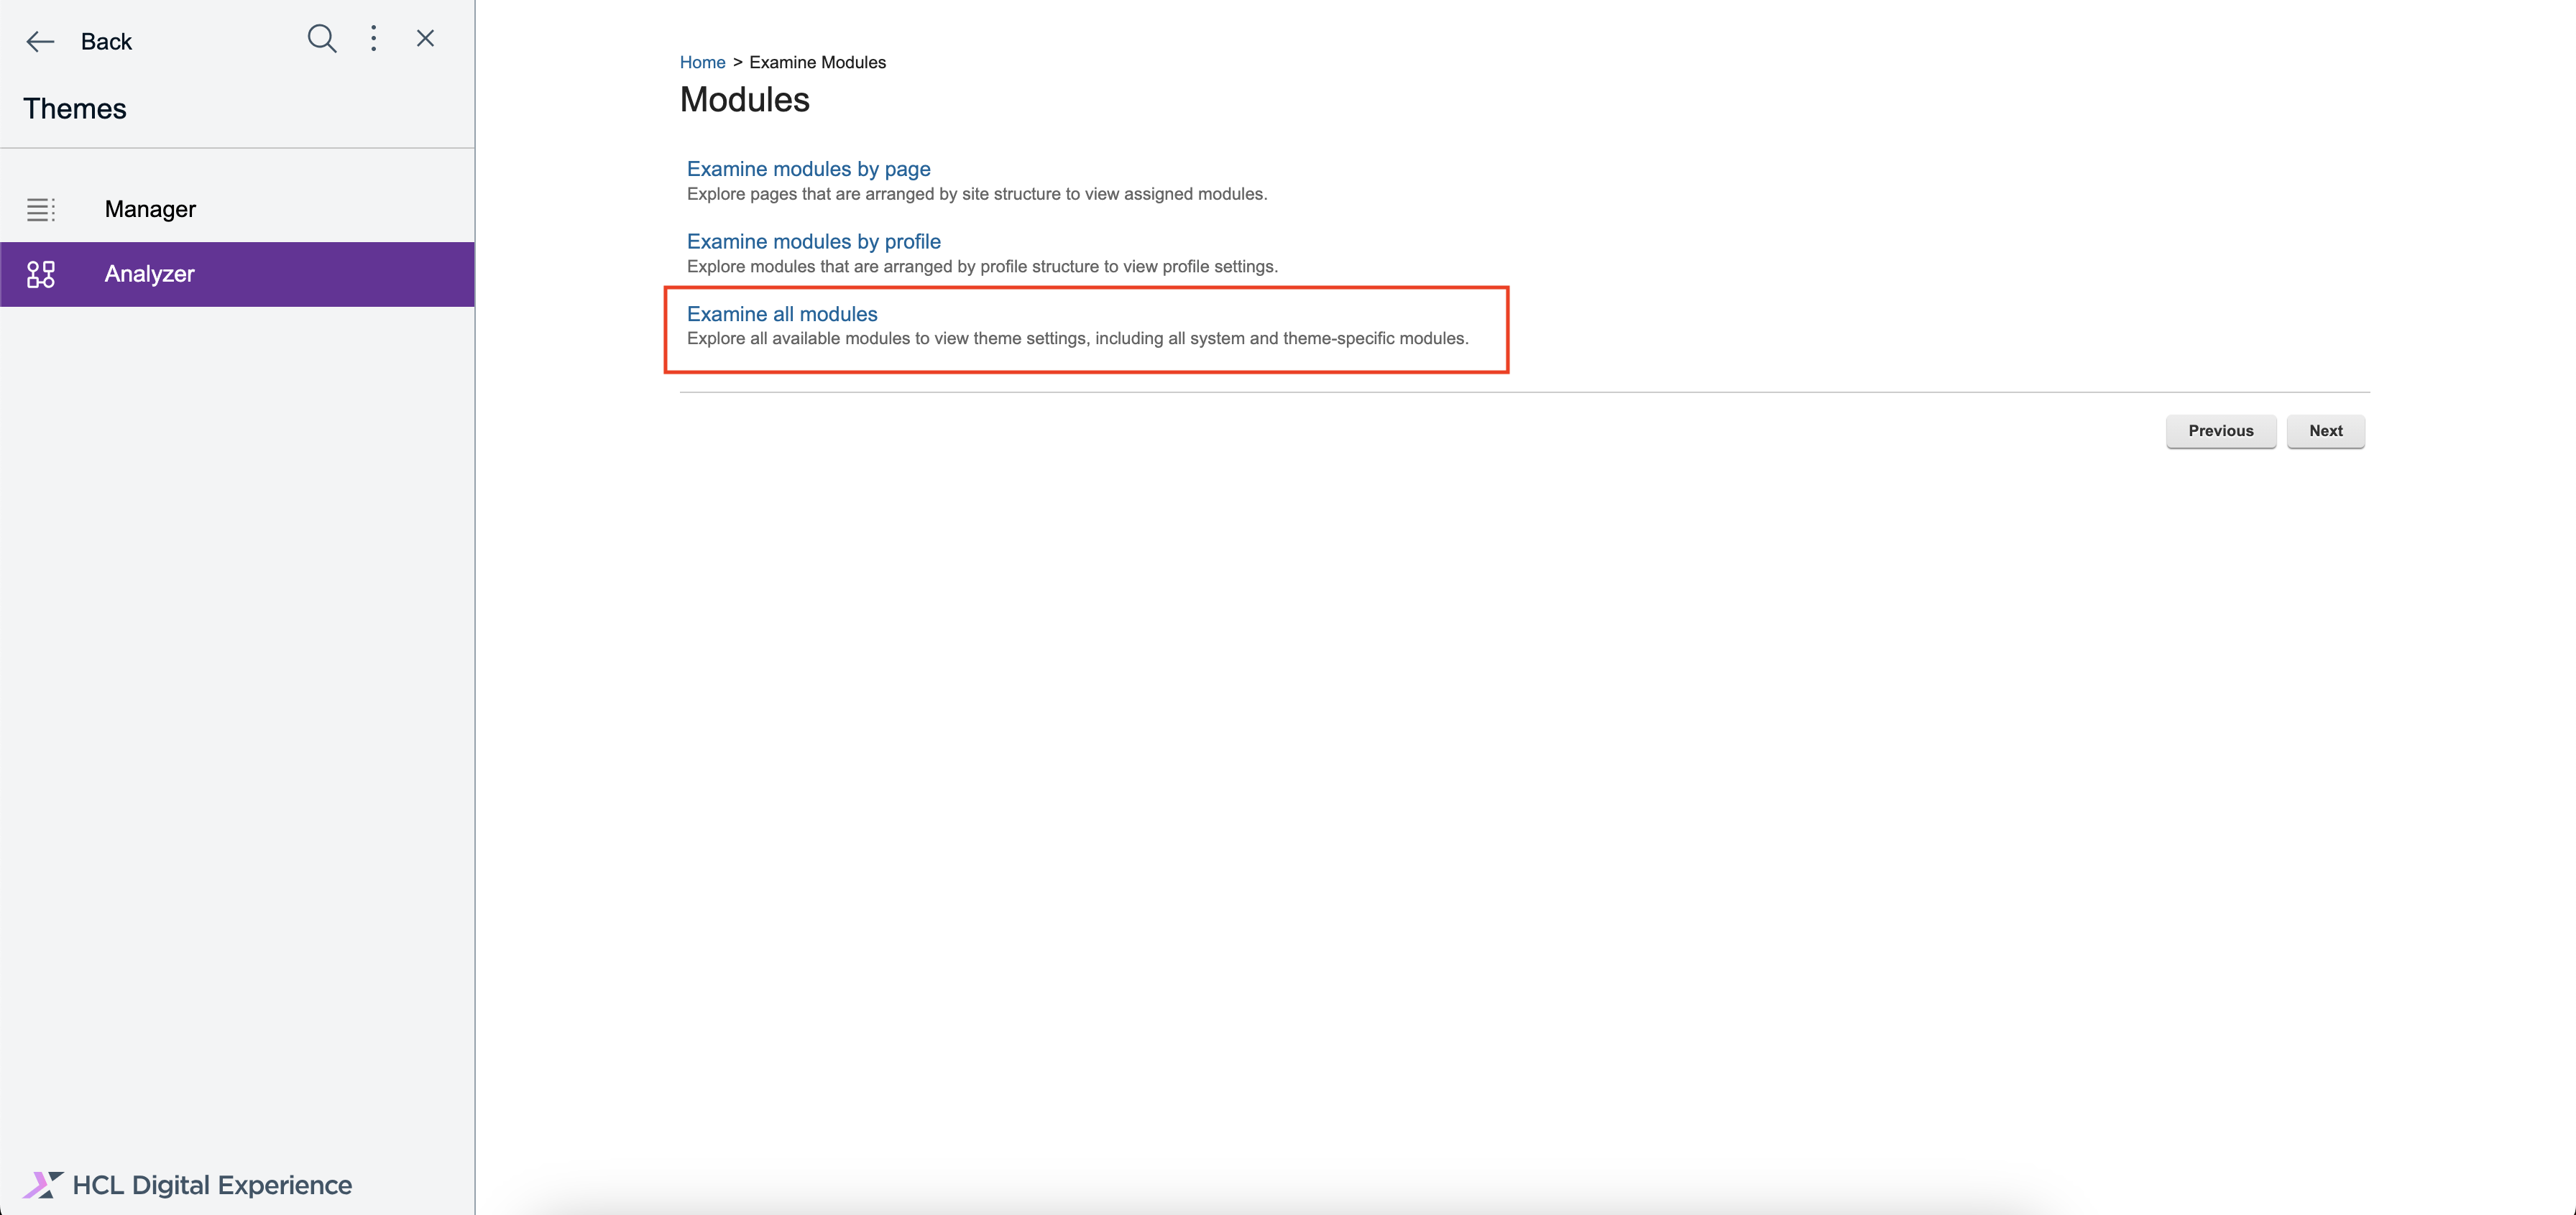 Back
Themes
Manager
Analyzer
HCL Digital Experience
Home > Examine Modules
Modules
Examine modules by page
Explore pages that are arranged by site structure to view assigned modules.
Examine modules by profile
Explore modules that are arranged by profile structure to view profile settings.
Examine all modules
Explore all available modules to view theme settings, including all system and theme-specific modules.
Previous Next